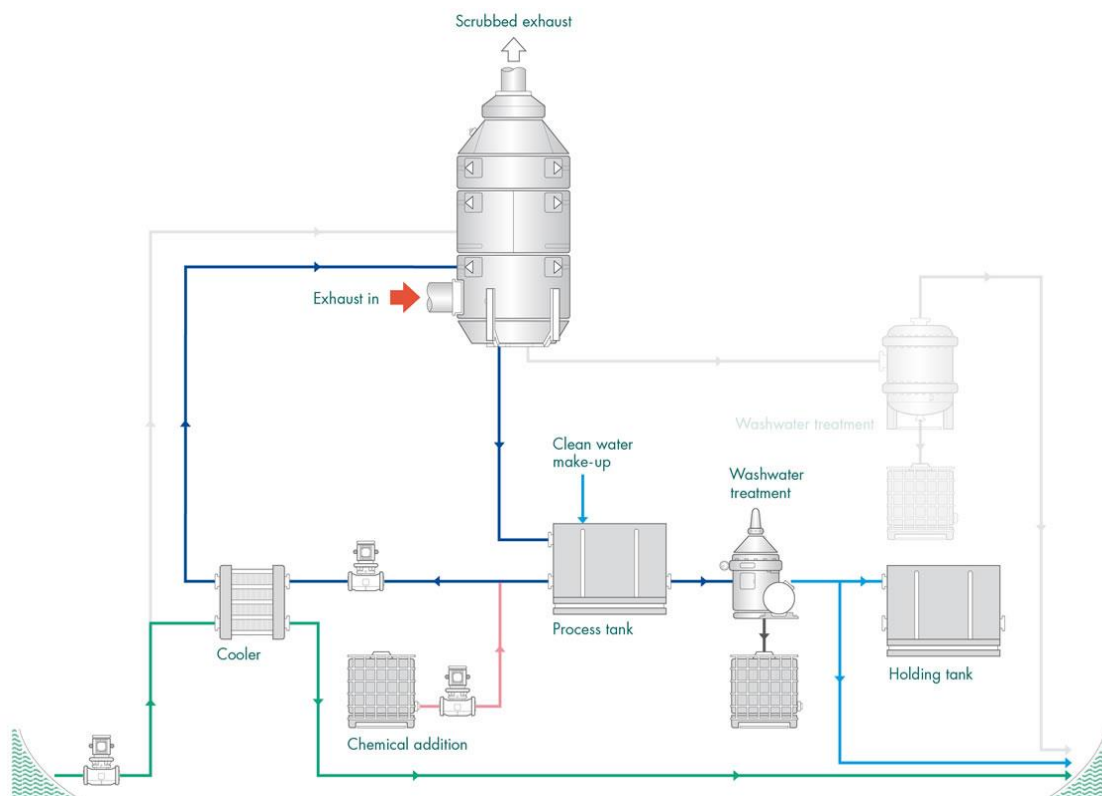 Scrubbed exhaust
Exhaust in
Washwater treatment
Clean water
make-up
Washwater
treatment
Process tank
Cooler
Holding tank
Chemical addition